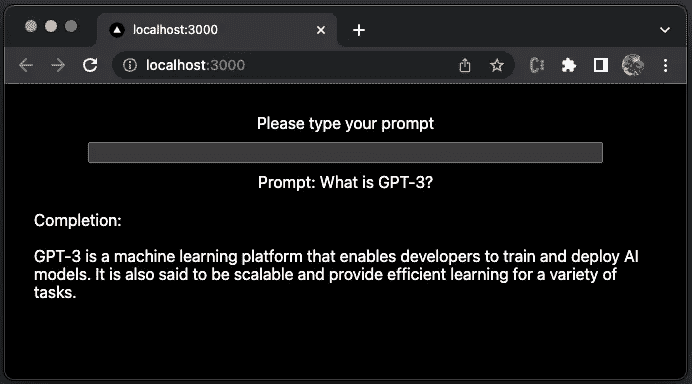 localhost:3000
localhost:3000
Please type your prompt
Prompt: What is GPT-3?
Completion:
GPT-3 is a machine learning platform that enables developers to train and deploy AI
models. It is also said to be scalable and provide efficient learning for a variety of
tasks.